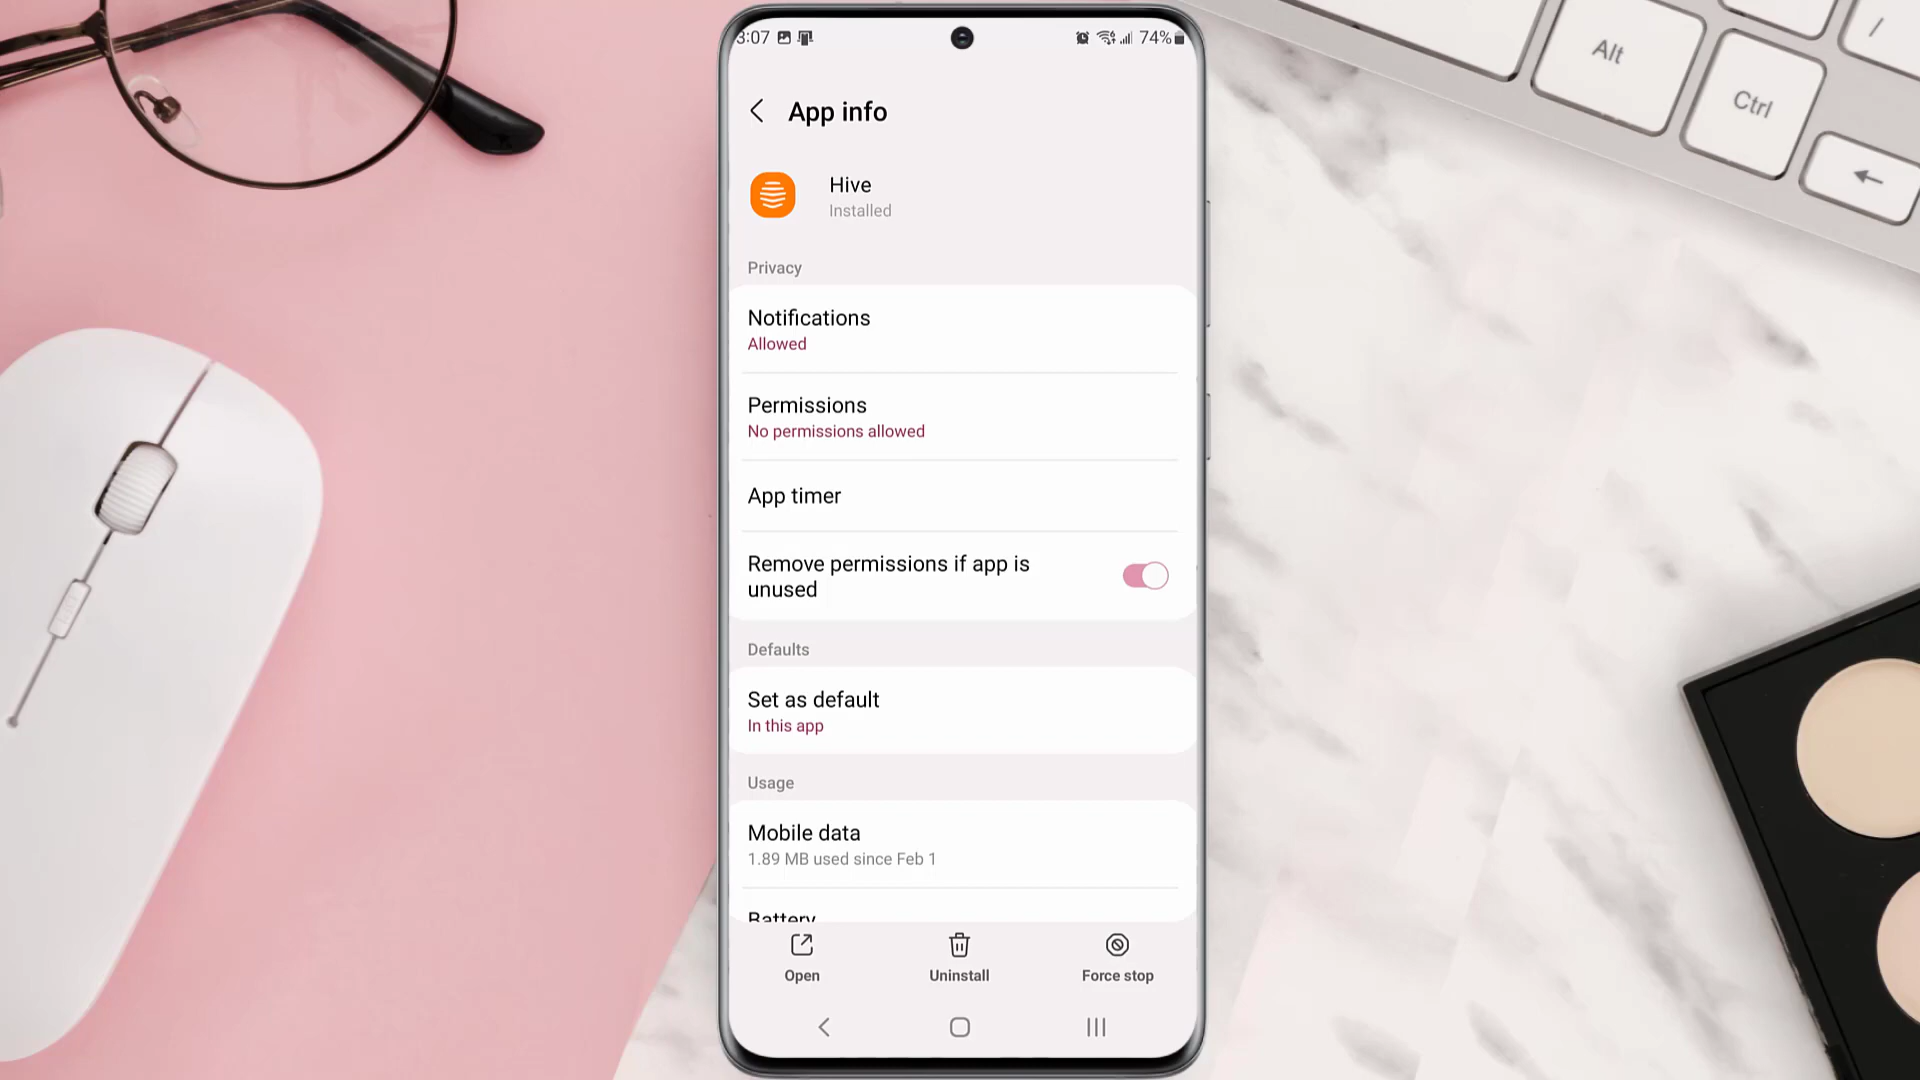 3:07
74%
App info
Hive
Installed
Privacy
Notifications
Allowed
Permissions
No permissions allowed
App timer
Remove permissions if app is
unused
Defaults
Set as default
In this app
Usage
Mobile data
1.89 MB used since Feb 1
Battery
Open
Uninstall
Force stop
Alt
Ctrl
/